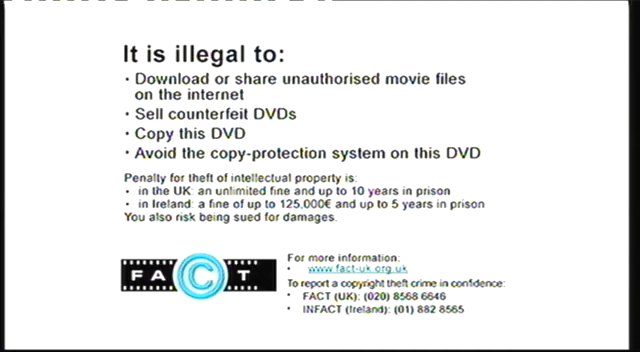 It is illegal to:
· Download or share unauthorised movie files
on the internet
· Sell counterfeit DVDs
· Copy this DVD
· Avoid the copy-protection system on this DVD
Penalty for theft of intellectual property is:
• in the UK: an unlimited fine and up to 10 years in prison
• in Ireland: a fine of up to 125,000€ and up to 5 years in prison
You also risk being sued for damages.
FACT
For more information:
• www.fact-uk.org.uk
To report a copyright theft crime in confidence:
• FACT (UK): (020) 8568 6646
• INFACT (Ireland): (01) 882 8565